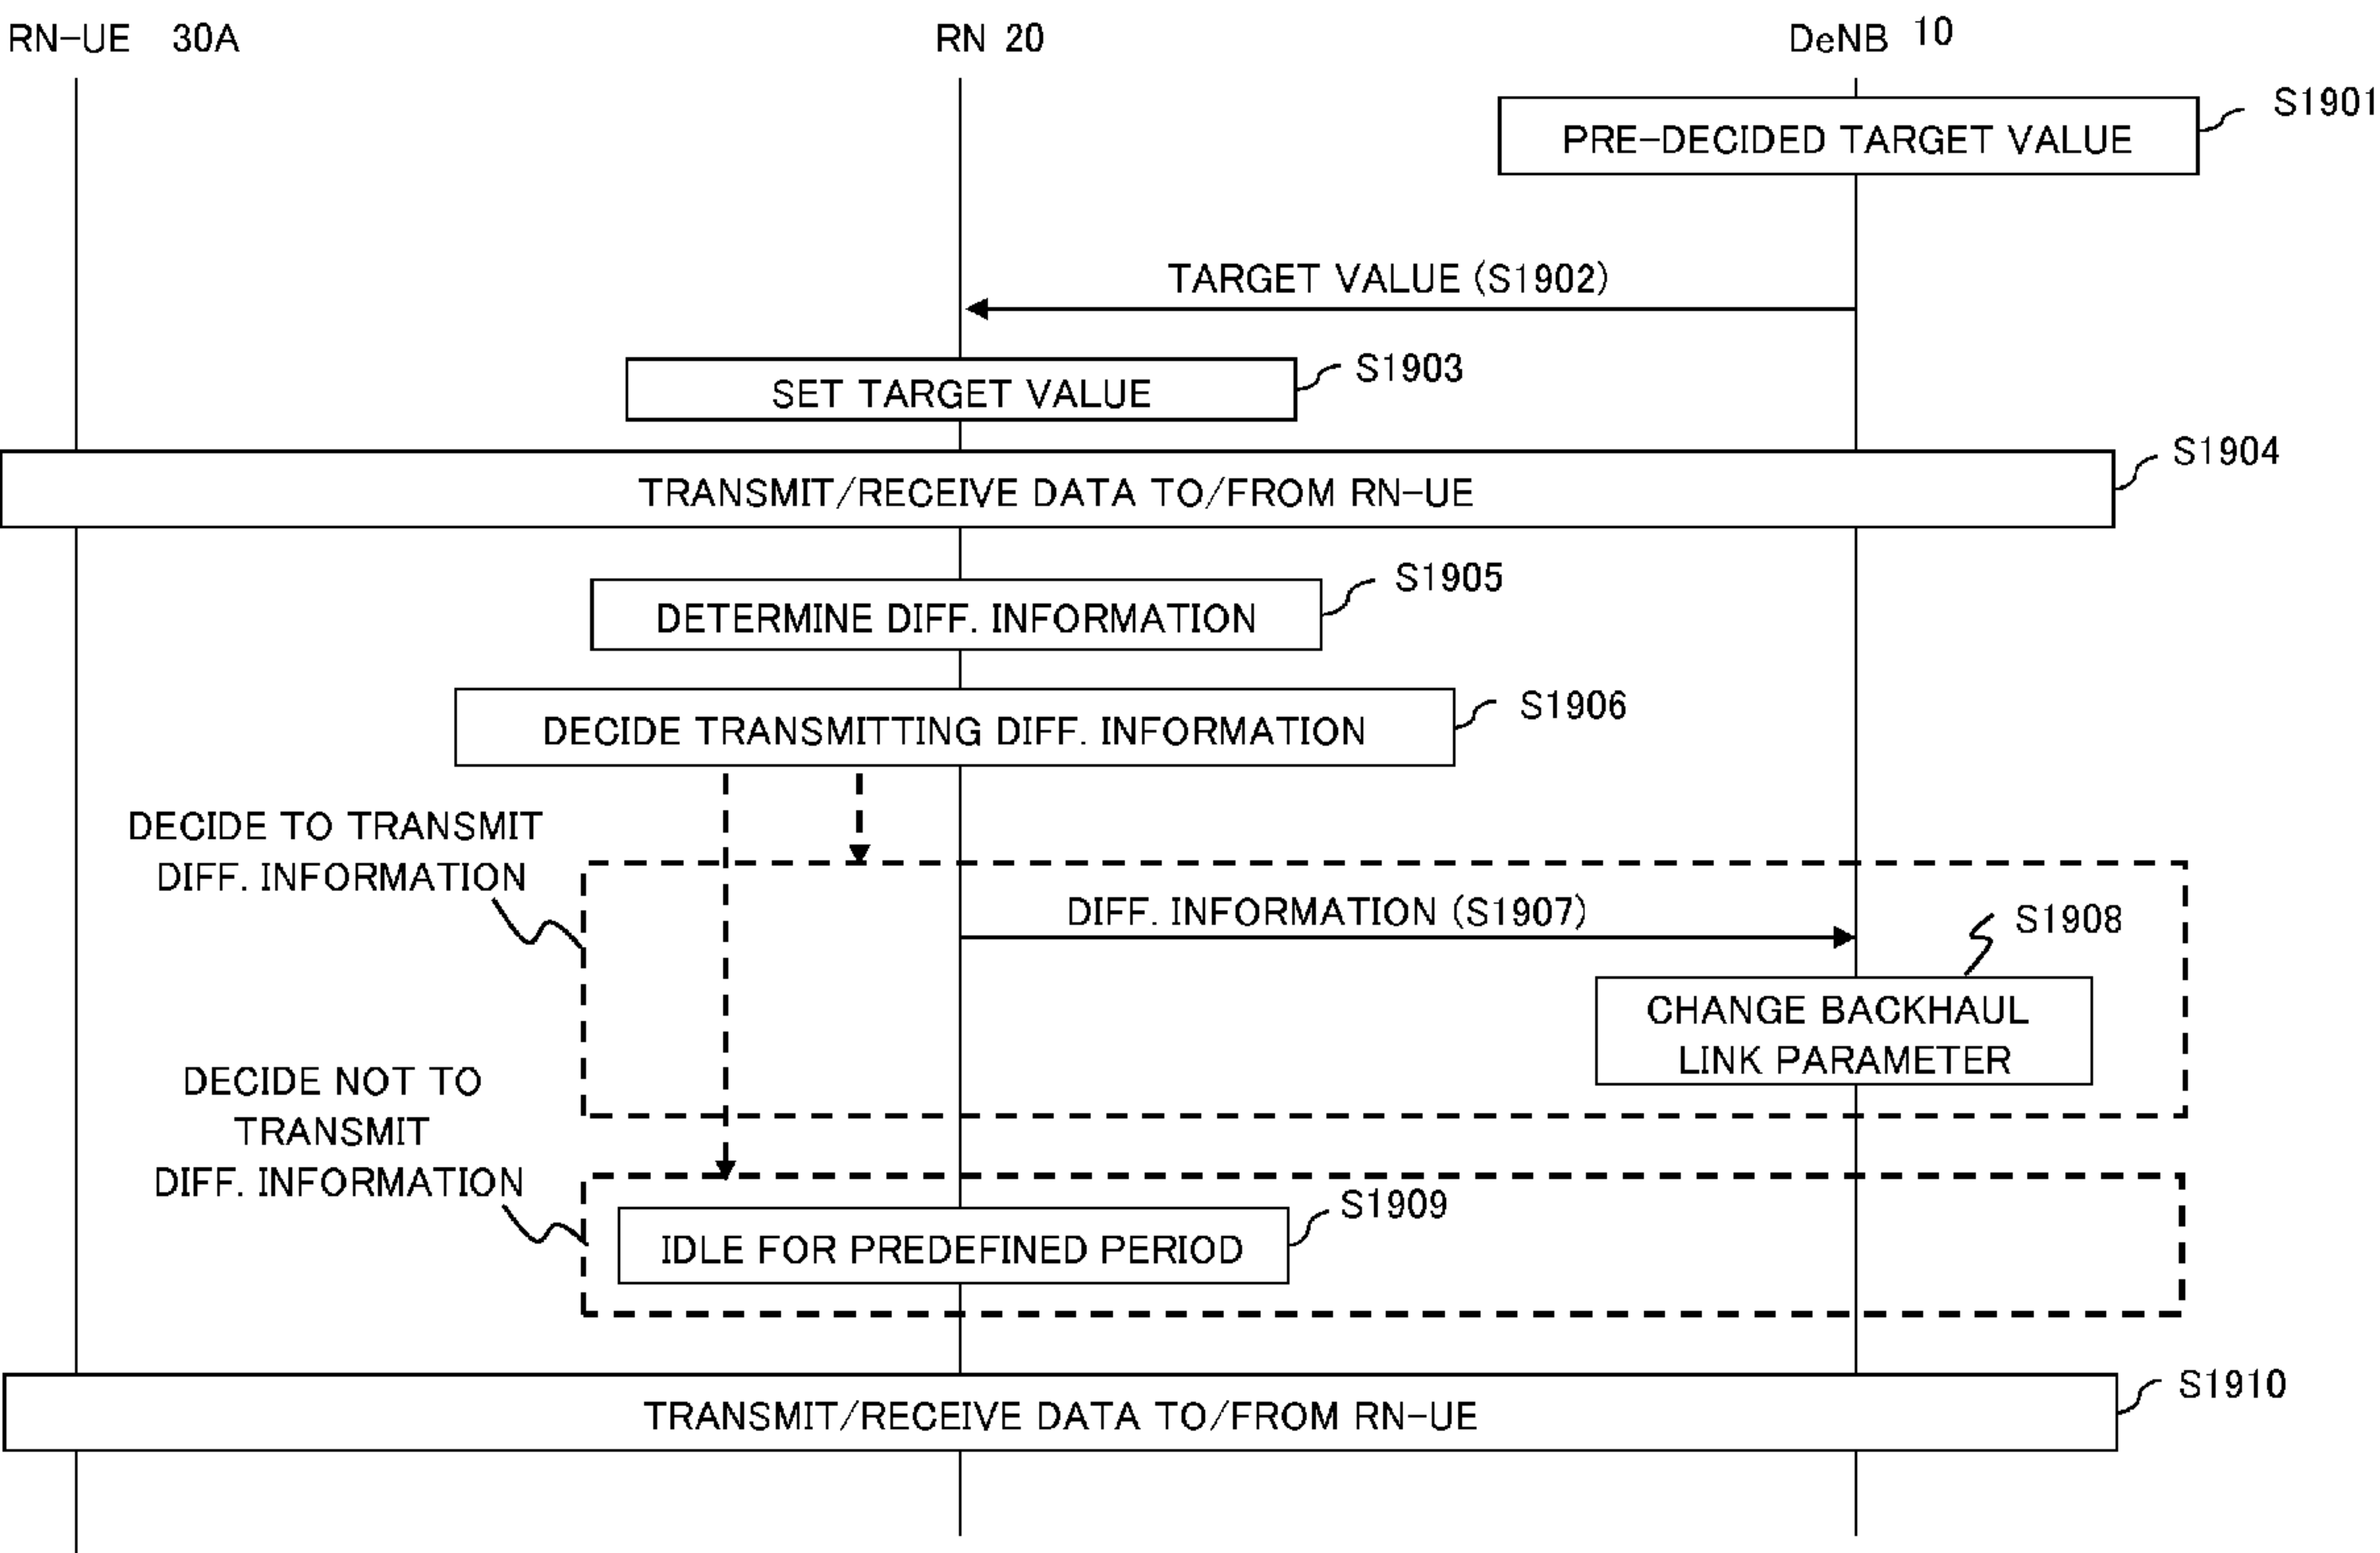 RN-UE 30A
RN 20
DeNB 10
S1901
PRE-DECIDED TARGET VALUE
TARGET VALUE (S1902)
S1903
SET TARGET VALUE
S1904
TRANSMIT/RECEIVE DATA TO/FROM RN-UE
S1905
DETERMINE DIFF. INFORMATION
S1906
DECIDE TRANSMITTING DIFF. INFORMATION
DECIDE TO TRANSMIT
DIFF. INFORMATION
DIFF. INFORMATION (S1907)
S1908
CHANGE BACKHAUL
LINK PARAMETER
DECIDE NOT TO
TRANSMIT
DIFF. INFORMATION
S1909
IDLE FOR PREDEFINED PERIOD
S1910
TRANSMIT/RECEIVE DATA TO/FROM RN-UE